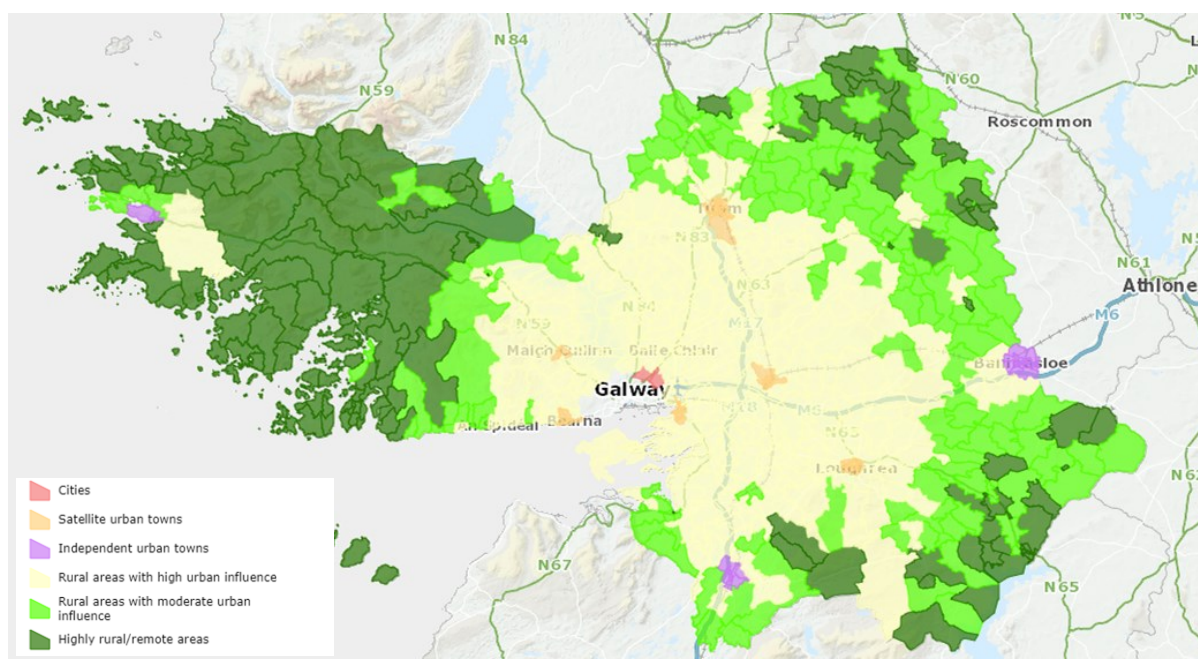 N5
N84
L
N60
N
N59
Roscommon
Tuam
N83
N5
N61
Athlone
N63
M6
N84
N59
M17
Maigh Cuilinn
Baile Chláir
Ballinasloe
Galway
M18
M6
An Spidéal
Bearna
N65
Loughrea
N62
Cities
Satellite urban towns
Independent urban towns
Rural areas with high urban influence
Rural areas with moderate urban
influence
Highly rural/remote areas
N67
N65